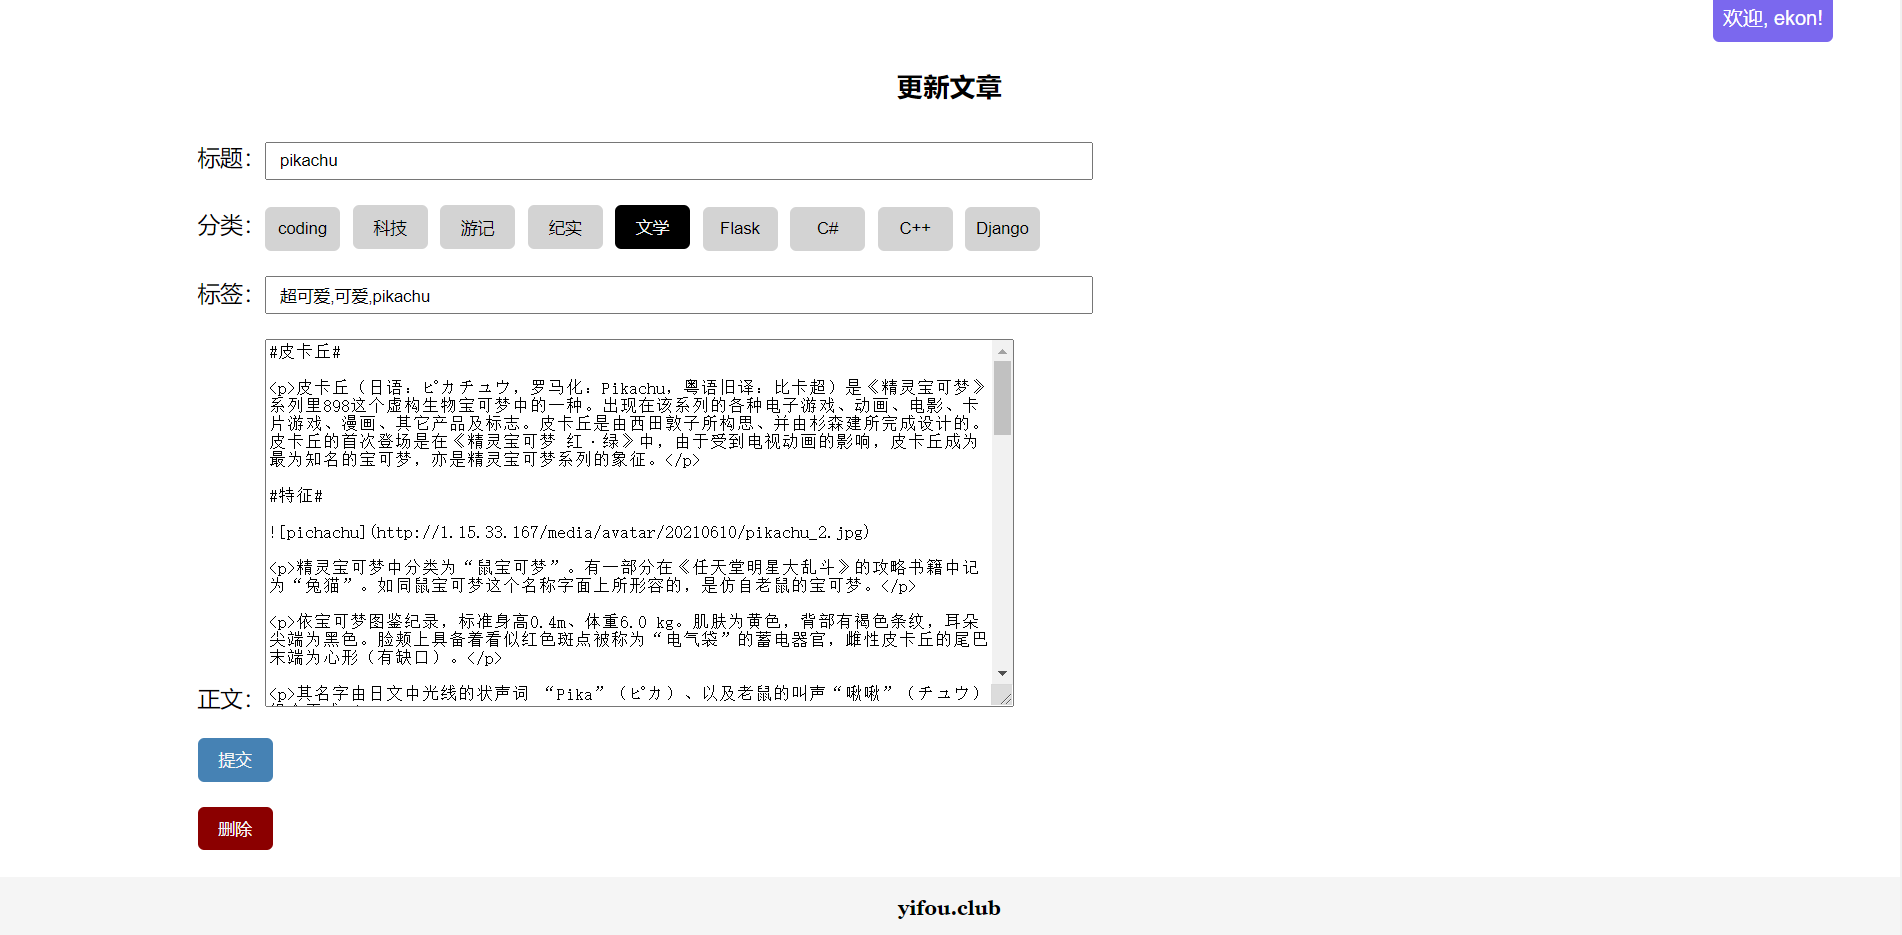 欢迎, ekon!
更新文章
标题： pikachu
分类： coding 科技 游记 纪实 文学 Flask C# C++ Django
标签： 超可爱,可爱,pikachu
#皮卡丘#
<p>皮卡丘（日语：ピカチュウ，罗马化：Pikachu，粤语旧译：比卡超）是《精灵宝可梦》
系列里898这个虚构生物宝可梦中的一种。出现在该系列的各种电子游戏、动画、电影、卡
片游戏、漫画、其它产品及标志。皮卡丘是由西田敦子所构思、并由杉森建所完成设计的。
皮卡丘的首次登场是在《精灵宝可梦 红·绿》中，由于受到电视动画的影响，皮卡丘成为
最为知名的宝可梦，亦是精灵宝可梦系列的象征。</p>
#特征#
![pichachu](http://1.15.33.167/media/avatar/20210610/pikachu_2.jpg)
<p>精灵宝可梦中分类为“鼠宝可梦”。有一部分在《任天堂明星大乱斗》的攻略书籍中记
为“兔猫”。如同鼠宝可梦这个名称字面上所形容的，是仿自老鼠的宝可梦。</p>
<p>依宝可梦图鉴纪录，标准身高0.4m、体重6.0 kg。肌肤为黄色，背部有褐色条纹，耳朵
尖端为黑色。脸颊上具备着看似红色斑点被称为“电气袋”的蓄电器官，雌性皮卡丘的尾巴
末端为心形（有缺口）。</p>
<p>其名字由日文中光线的状声词 “Pika”（ピカ）、以及老鼠的叫声“啾啾”（チュウ）
正文：
提交
删除
yifou.club